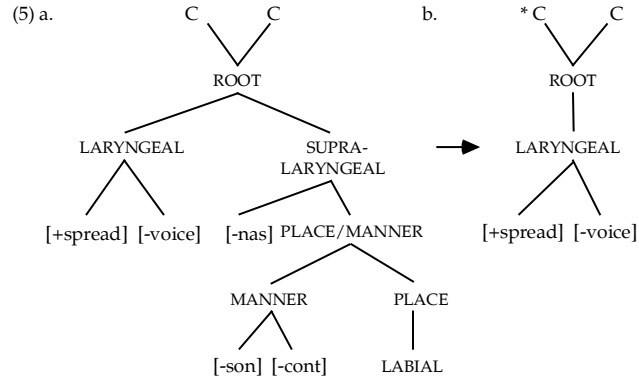 (5) a. C C b. * C C
ROOT ROOT
LARYNGEAL SUPRA-
LARYNGEAL LARYNGEAL
[+spread] [-voice] [-nas] PLACE/MANNER [+spread] [-voice]
MANNER PLACE
[-son] [-cont] LABIAL